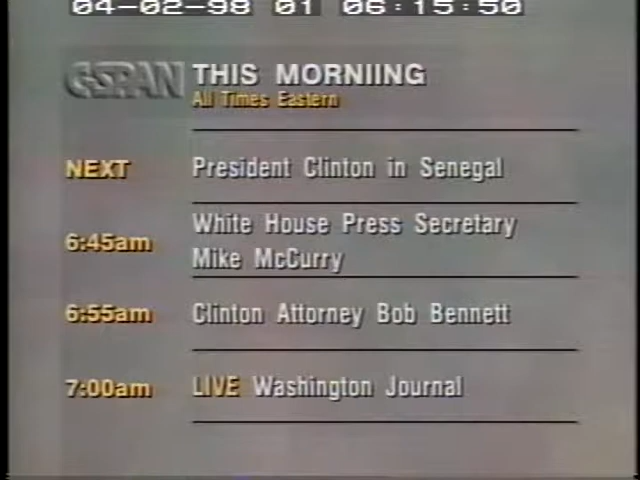 04-02-98 01 06:15:50
C-SPAN THIS MORNIING
All Times Eastern
NEXT President Clinton in Senegal
6:45am White House Press Secretary
Mike McCurry
6:55am Clinton Attorney Bob Bennett
7:00am LIVE Washington Journal